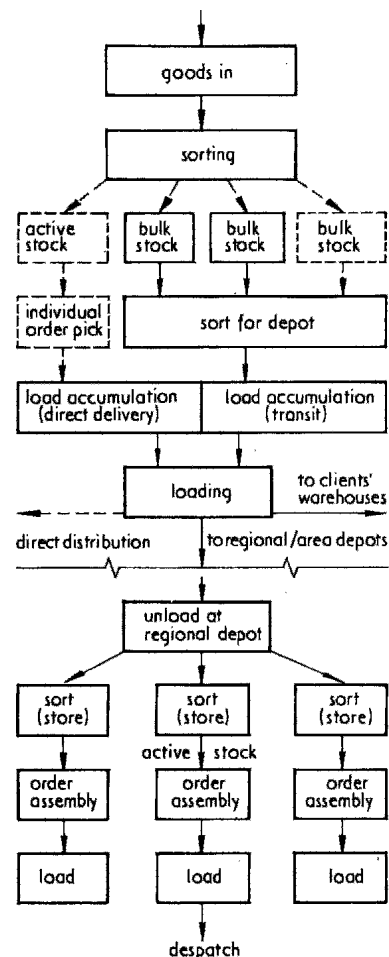 goods in
sorting
active
stock
bulk
stock
bulk
stock
bulk
stock
individual
order pick
sort for depot
load accumulation
(direct delivery)
load accumulation
(transit)
loading
to clients'
warehouses
direct distribution
to regional/area depots
unload at
regional depot
sort
(store)
sort
(store)
sort
(store)
active stock
order
assembly
order
assembly
order
assembly
load
load
load
despatch